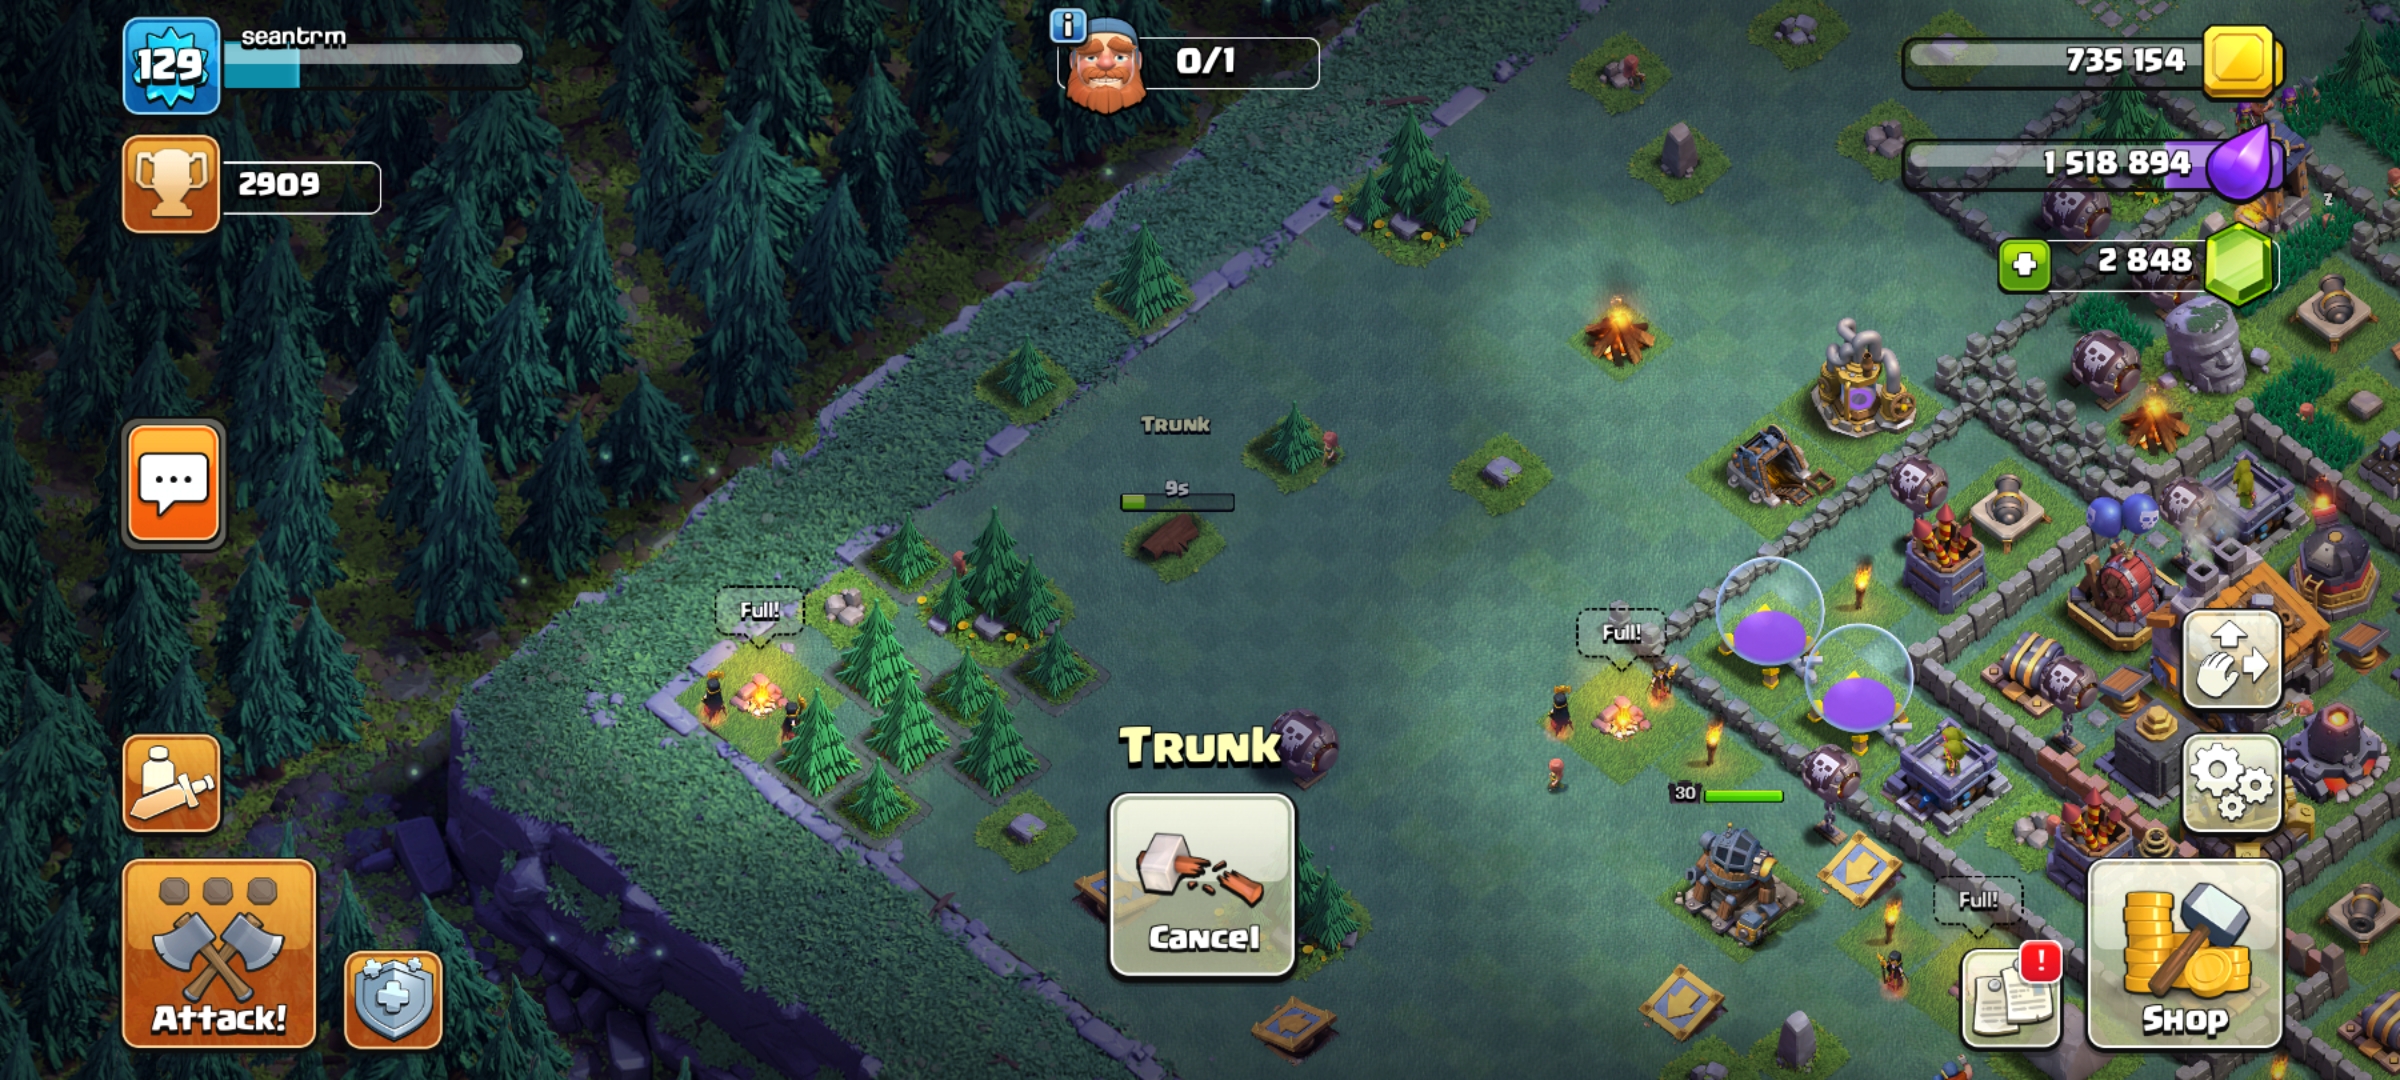 129
seantrm
0/1
735 154
2909
1 518 894
z
2 848
Trunk
9s
Full!
Full!
Trunk
30
Full!
Cancel
!
Attack!
Shop